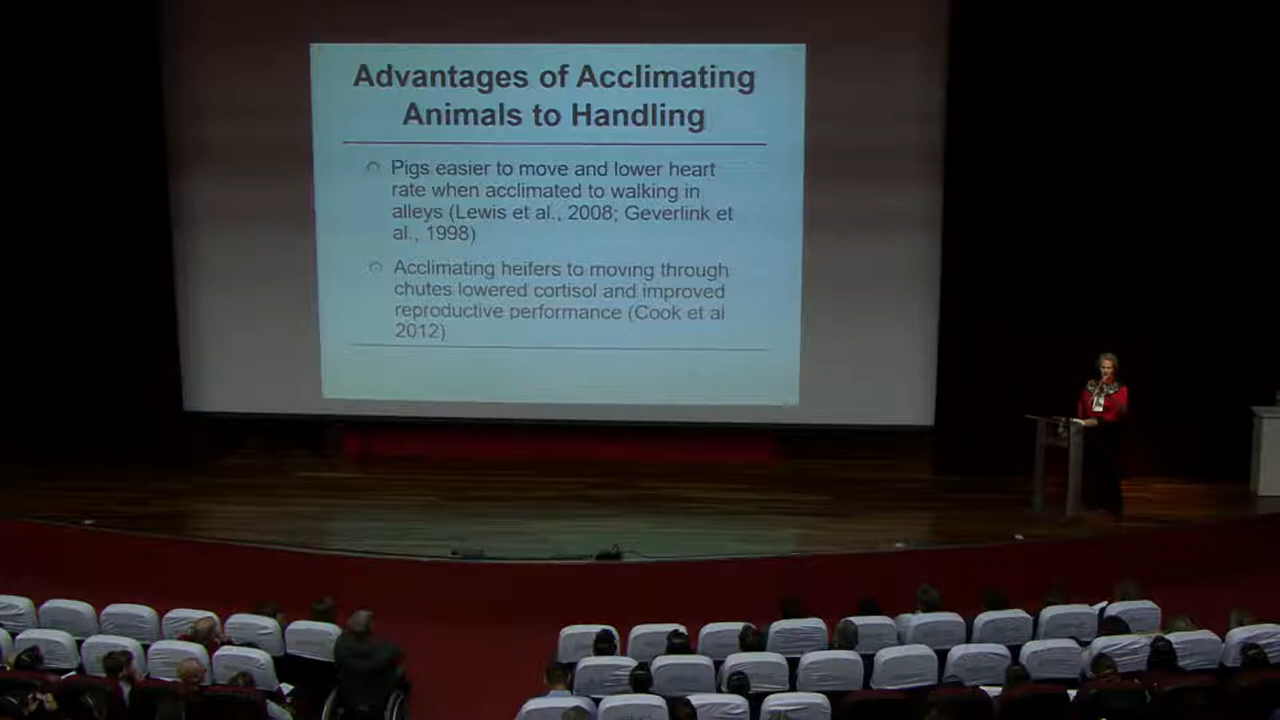 Advantages of Acclimating
Animals to Handling
Pigs easier to move and lower heart
rate when acclimated to walking in
alleys (Lewis et al., 2008; Geverlink et
al., 1998)
Acclimating heifers to moving through
chutes lowered cortisol and improved
reproductive performance (Cook et al
2012)